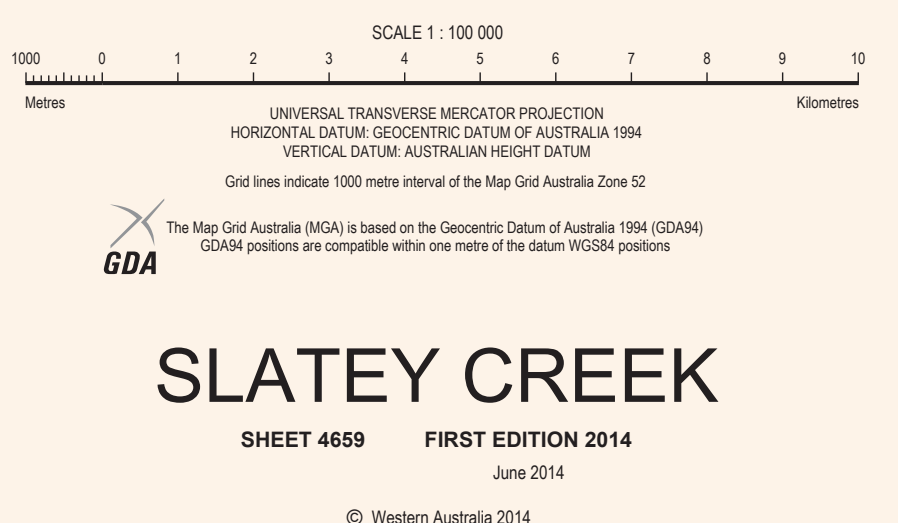 SCALE 1 : 100 000
1000 0 1 2 3 4 5 6 7 8 9 10
Metres Kilometres
UNIVERSAL TRANSVERSE MERCATOR PROJECTION
HORIZONTAL DATUM: GEOCENTRIC DATUM OF AUSTRALIA 1994
VERTICAL DATUM: AUSTRALIAN HEIGHT DATUM
Grid lines indicate 1000 metre interval of the Map Grid Australia Zone 52
The Map Grid Australia (MGA) is based on the Geocentric Datum of Australia 1994 (GDA94)
GDA94 positions are compatible within one metre of the datum WGS84 positions
GDA
SLATEY CREEK
SHEET 4659 FIRST EDITION 2014
June 2014
© Western Australia 2014